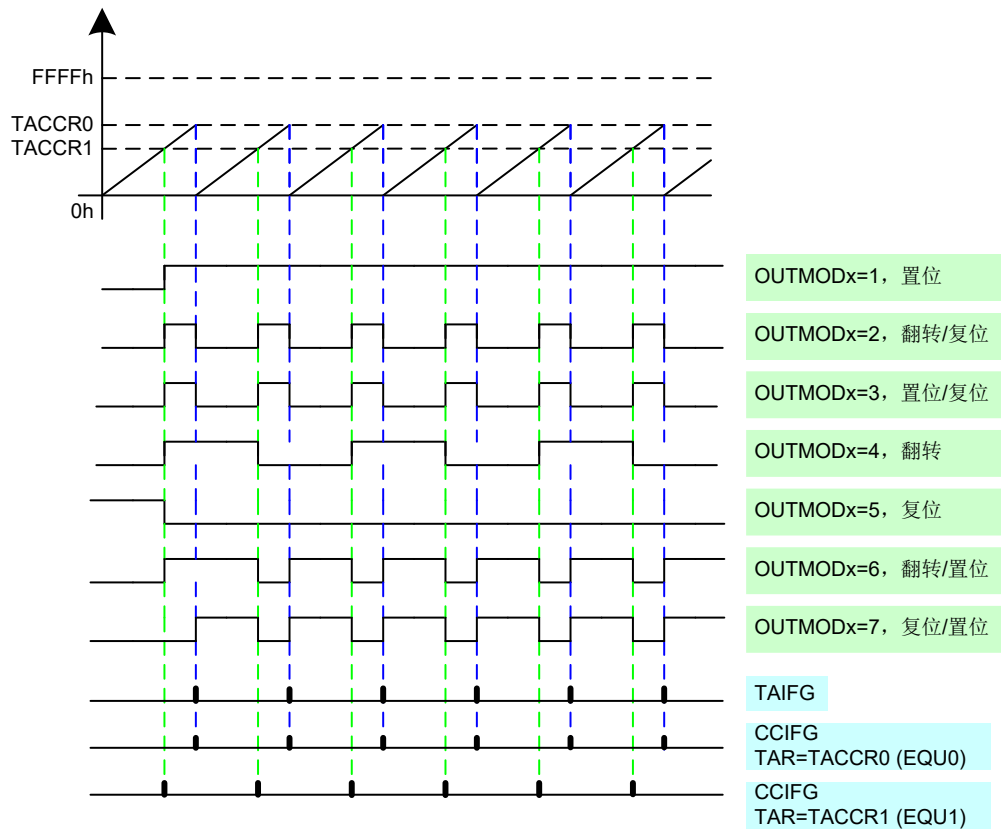 FFFFh
TACCR0
TACCR1
0h
OUTMODx=1，置位
OUTMODx=2，翻转/复位
OUTMODx=3，置位/复位
OUTMODx=4，翻转
OUTMODx=5，复位
OUTMODx=6，翻转/置位
OUTMODx=7，复位/置位
TAIFG
CCIFG
TAR=TACCR0 (EQU0)
CCIFG
TAR=TACCR1 (EQU1)